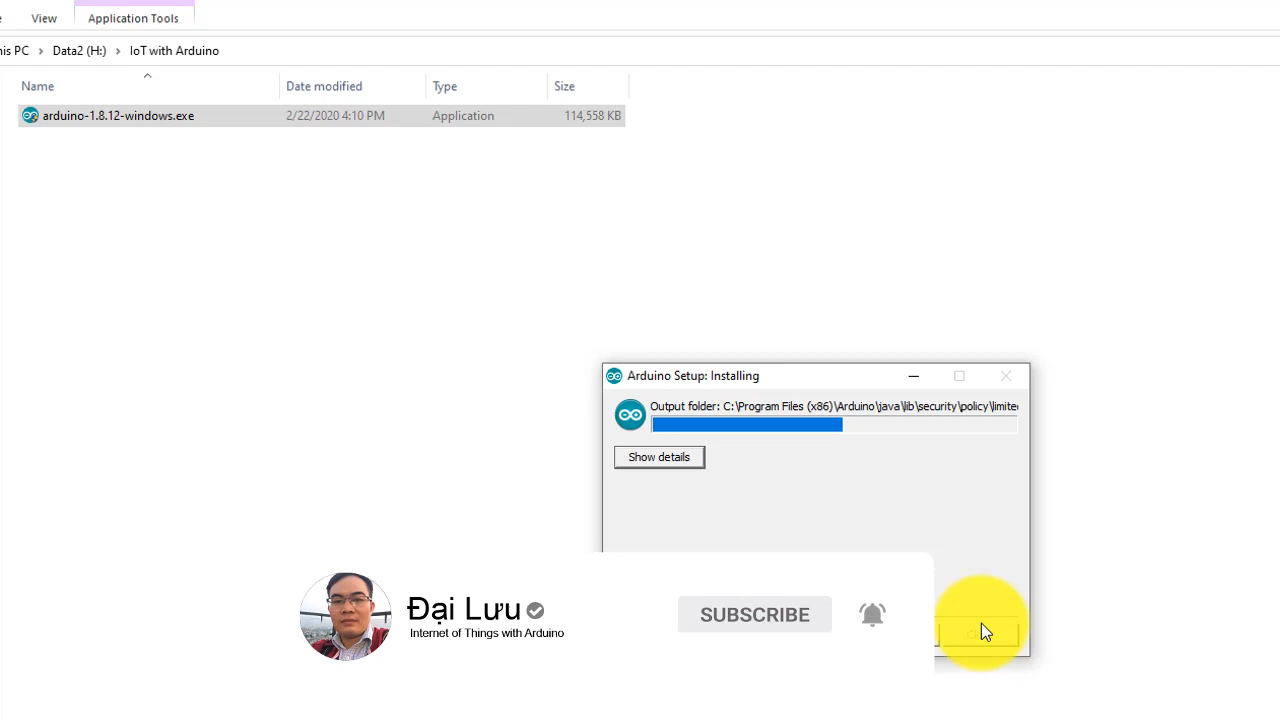 View
Application Tools
his PC > Data2 (H:) > IoT with Arduino
Name Date modified Type Size
arduino-1.8.12-windows.exe 2/22/2020 4:10 PM Application 114,558 KB
Arduino Setup: Installing
Output folder: C:\Program Files (x86)\Arduino\java\lib\security\policy\limite
Show details
Đại Lưu
Internet of Things with Arduino
SUBSCRIBE